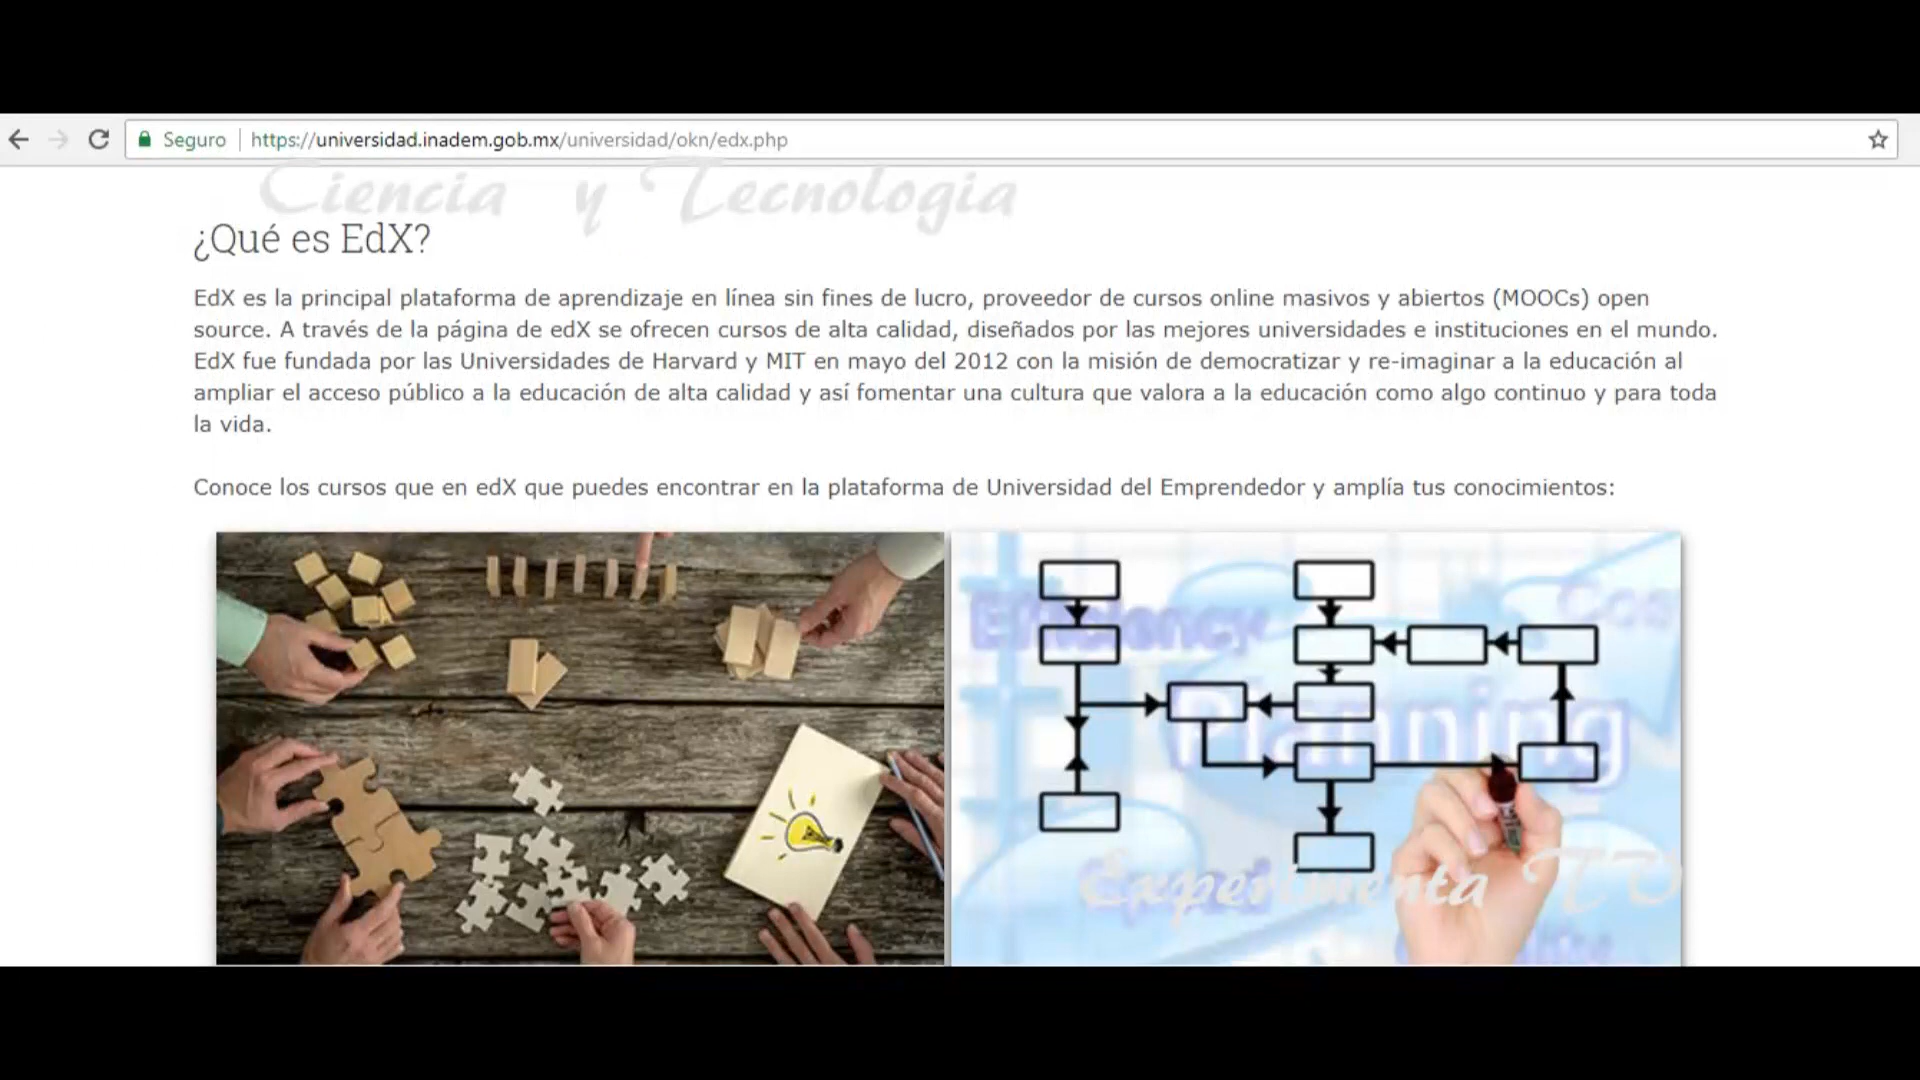 Seguro https://universidad.inadem.gob.mx/universidad/okn/edx.php
Ciencia y Tecnologia
¿Qué es EdX?
EdX es la principal plataforma de aprendizaje en línea sin fines de lucro, proveedor de cursos online masivos y abiertos (MOOCs) open
source. A través de la página de edX se ofrecen cursos de alta calidad, diseñados por las mejores universidades e instituciones en el mundo.
EdX fue fundada por las Universidades de Harvard y MIT en mayo del 2012 con la misión de democratizar y re-imaginar a la educación al
ampliar el acceso público a la educación de alta calidad y así fomentar una cultura que valora a la educación como algo continuo y para toda
la vida.
Conoce los cursos que en edX que puedes encontrar en la plataforma de Universidad del Emprendedor y amplía tus conocimientos:
Efficiency
Planning
Experimenta TV